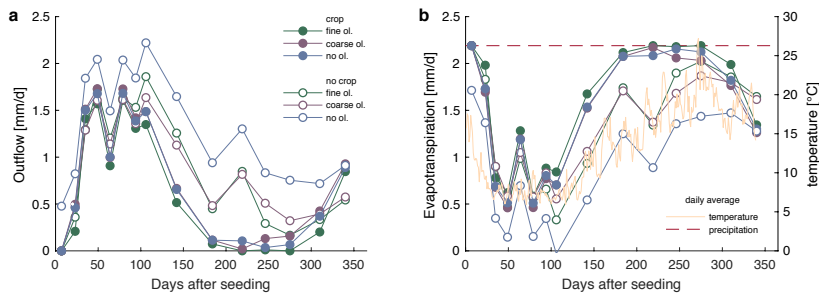 a
2.5
2
1.5
1
0.5
0
0 50 100 150 200 250 300 350
Outflow [mm/d]
Days after seeding
crop
fine ol.
coarse ol.
no ol.
no crop
fine ol.
coarse ol.
no ol.
b
2.5
2
1.5
1
0.5
0
0 50 100 150 200 250 300 350
Evapotranspiration [mm/d]
Days after seeding
30
25
20
15
10
5
0
temperature [°C]
daily average
temperature
precipitation